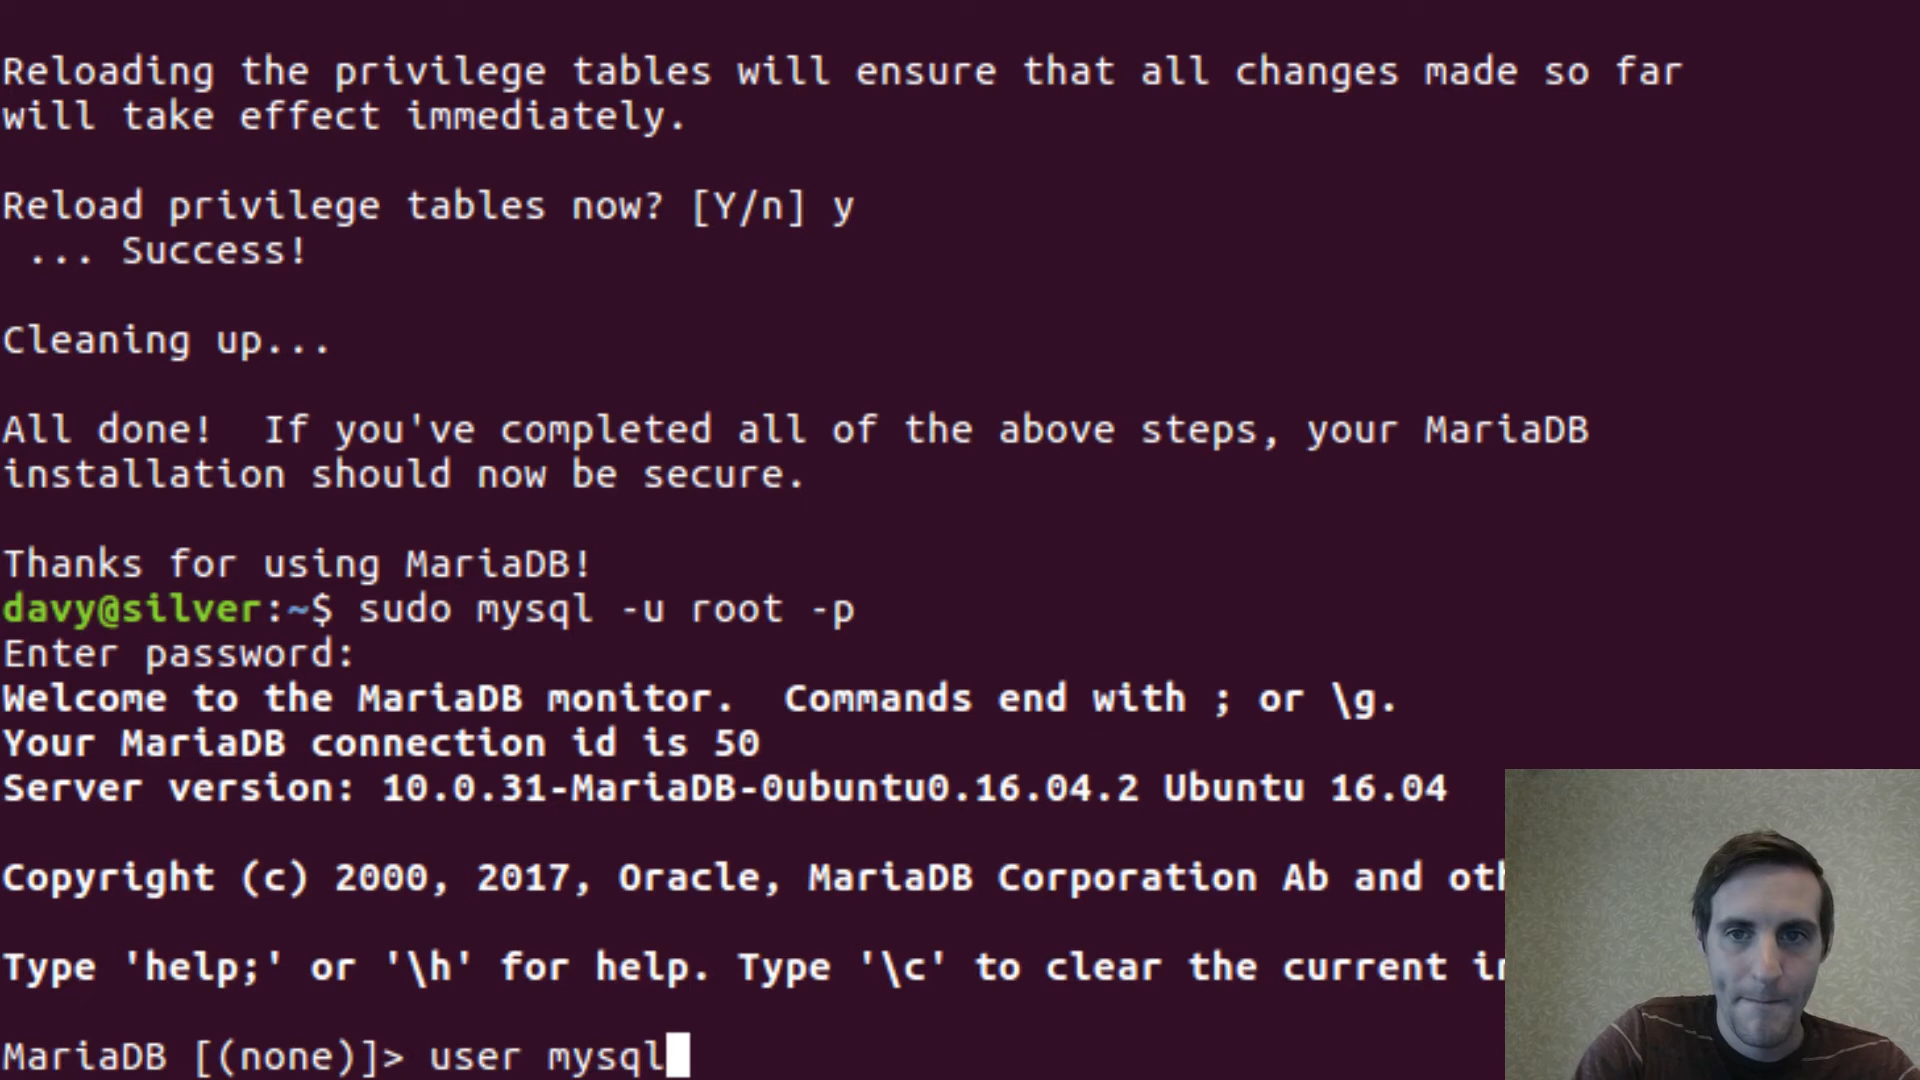 Reloading the privilege tables will ensure that all changes made so far
will take effect immediately.
Reload privilege tables now? [Y/n] y
... Success!
Cleaning up...
All done!  If you've completed all of the above steps, your MariaDB
installation should now be secure.
Thanks for using MariaDB!
davy@silver:~$ sudo mysql -u root -p
Enter password:
Welcome to the MariaDB monitor.  Commands end with ; or \g.
Your MariaDB connection id is 50
Server version: 10.0.31-MariaDB-0ubuntu0.16.04.2 Ubuntu 16.04
Copyright (c) 2000, 2017, Oracle, MariaDB Corporation Ab and
Type 'help;' or '\h' for help. Type '\c' to clear the current
MariaDB [(none)]> user mysql